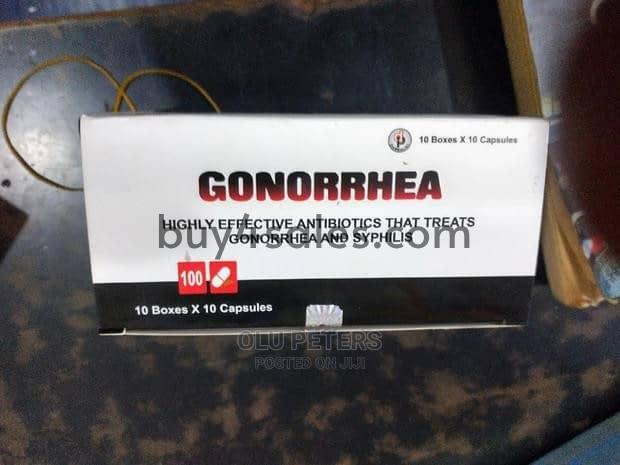 10 Boxes X 10 Capsules
GONORRHEA
HIGHLY EFFECTIVE ANTIBIOTICS THAT TREATS
GONORRHEA AND SYPHILIS
buy4sales.com
100
10 Boxes X 10 Capsules
OLU PETERS
POSTED ON JIJI